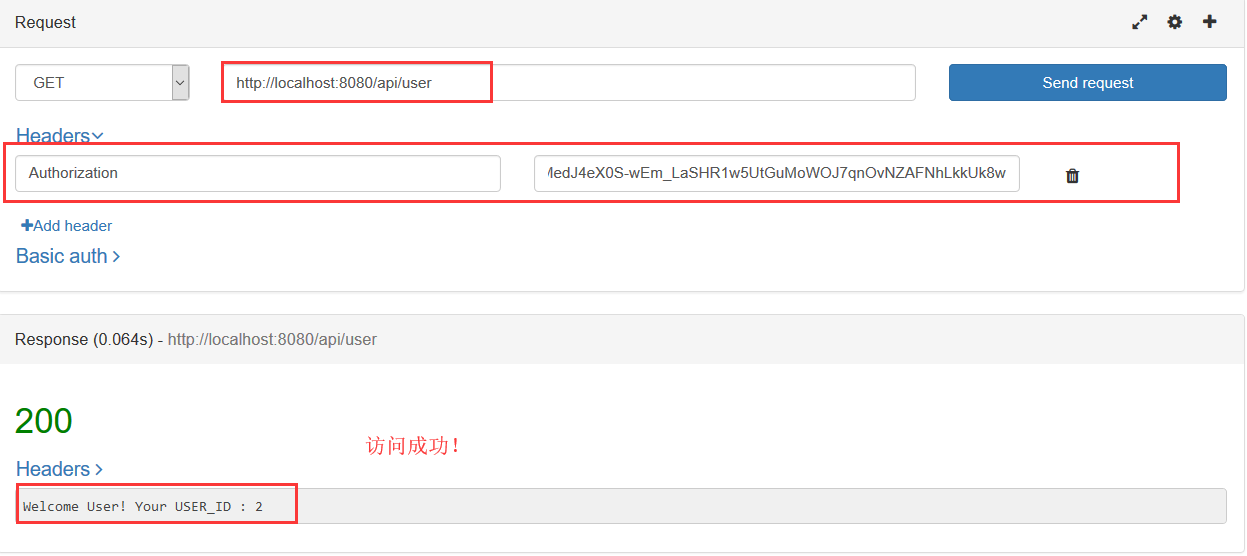 Request
GET
http://localhost:8080/api/user
Send request
Headers
Authorization
MedJ4eX0S-wEm_LaSHR1w5UtGuMoWOJ7qnOvNZAFNhLkkUk8w
Add header
Basic auth
Response (0.064s) - http://localhost:8080/api/user
200
访问成功!
Headers
Welcome User! Your USER_ID : 2